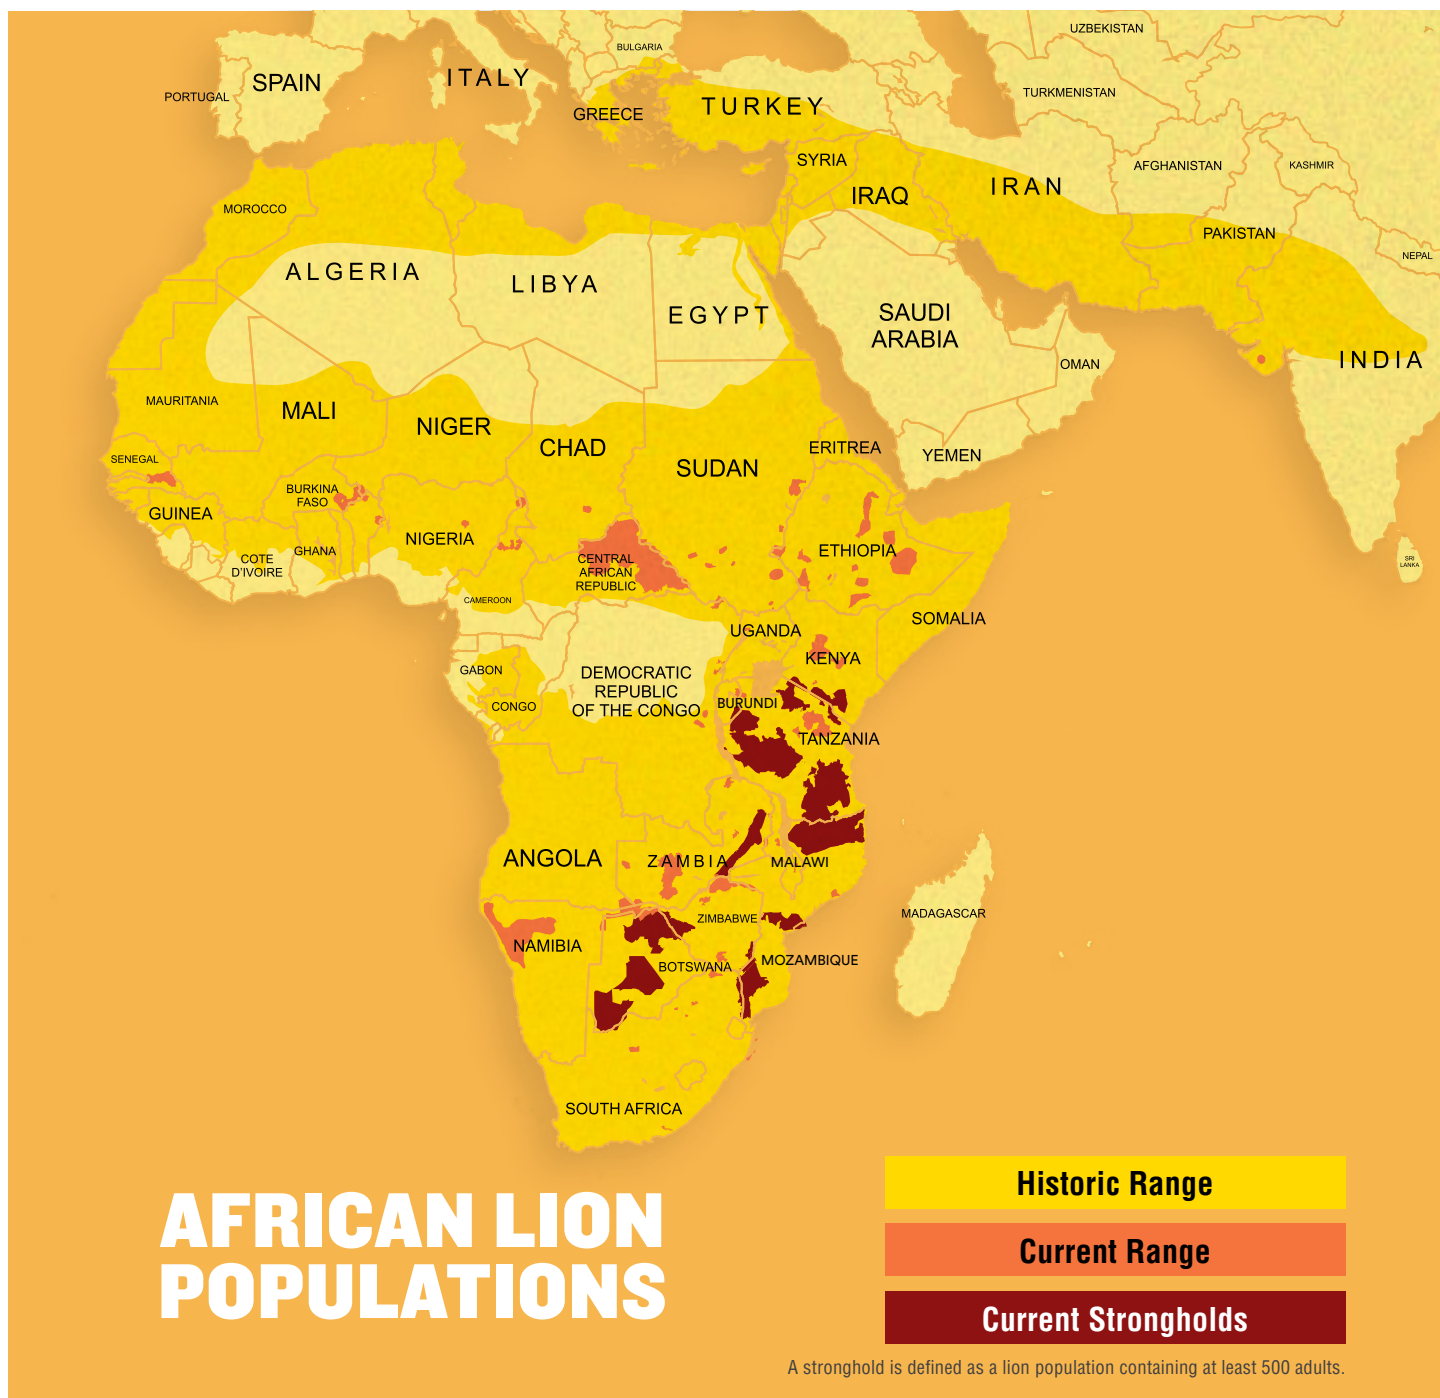 UZBEKISTAN
BULGARIA
ITALY
SPAIN
TURKMENISTAN
PORTUGAL
TURKEY
GREECE
SYRIA
AFGHANISTAN
KASHMIR
IRAN
IRAQ
MOROCCO
PAKISTAN
NEPAL
ALGERIA
LIBYA
EGYPT
SAUDI
ARABIA
INDIA
OMAN
MAURITANIA
MALI
NIGER
CHAD
ERITREA
YEMEN
SENEGAL
SUDAN
BURKINA
FASO
GUINEA
NIGERIA
GHANA
ETHIOPIA
COTE
D'IVOIRE
CENTRAL
AFRICAN
REPUBLIC
SRI
LANKA
CAMEROON
SOMALIA
UGANDA
KENYA
GABON
DEMOCRATIC
REPUBLIC
OF THE CONGO
CONGO
BURUNDI
TANZANIA
ANGOLA
ZAMBIA
MALAWI
MADAGASCAR
ZIMBABWE
NAMIBIA
BOTSWANA
MOZAMBIQUE
SOUTH AFRICA
AFRICAN LION
POPULATIONS
Historic Range
Current Range
Current Strongholds
A stronghold is defined as a lion population containing at least 500 adults.